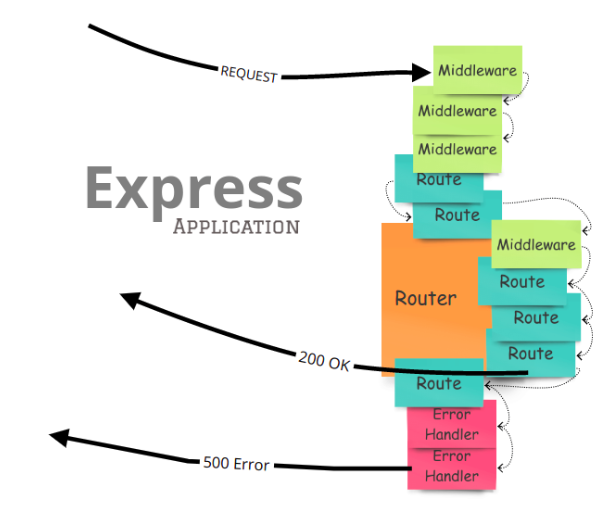 REQUEST
Middleware
Middleware
Middleware
Route
Route
Express
APPLICATION
Middleware
Route
Router
Route
Route
200 OK
Route
Error
Handler
Error
Handler
500 Error